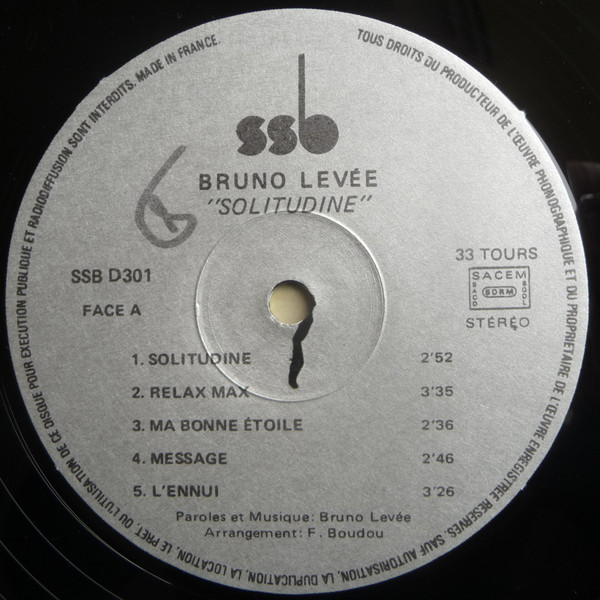 TOUS DROITS DU PRODUCTEUR DE L'ŒUVRE PHONOGRAPHIQUE ET DU PROPRIETAIRE DE L'ŒUVRE ENREGISTREE RESERVES. SAUF AUTORISATION, LA DUPLICATION, LA LOCATION, LE PRET, OU L'UTILISATION DE CE DISQUE POUR EXECUTION PUBLIQUE ET RADIODIFFUSION SONT INTERDITS. MADE IN FRANCE.
ssb
BRUNO LEVÉE
"SOLITUDINE"
6
SSB D301
FACE A
33 TOURS
SACEM
SACD SDRM SGDL
STÉRÉO
1. SOLITUDINE 2'52
2. RELAX MAX 3'35
3. MA BONNE ÉTOILE 2'36
4. MESSAGE 2'46
5. L'ENNUI 3'26
Paroles et Musique: Bruno Levée
Arrangement: F. Boudou